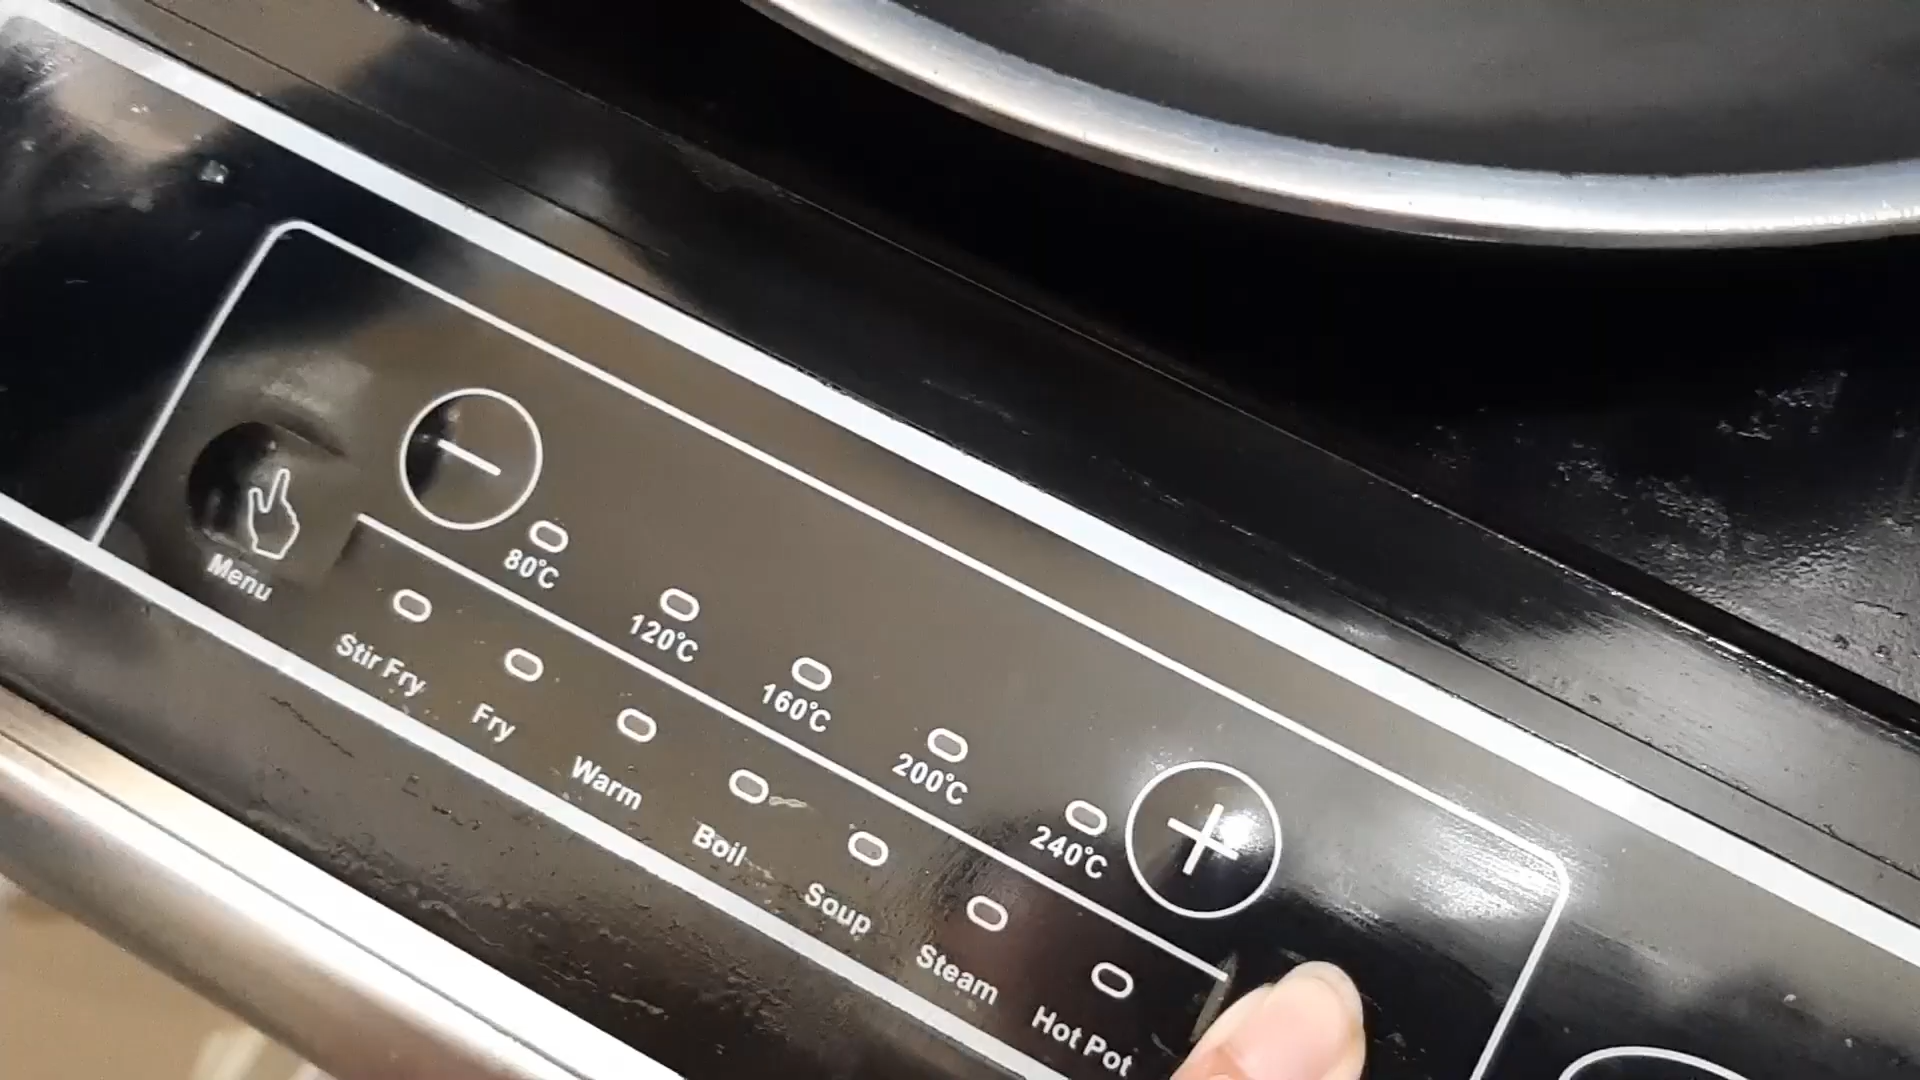 80°C
120°C
160°C
200°C
240°C
Menu
Stir Fry
Fry
Warm
Boil
Soup
Steam
Hot Pot